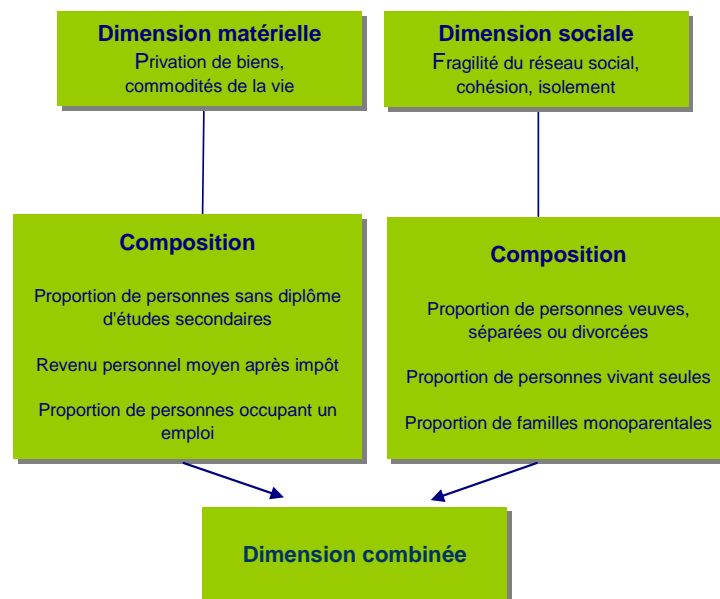 Dimension matérielle
Privation de biens,
commodités de la vie
Dimension sociale
Fragilité du réseau social,
cohésion, isolement
Composition
Proportion de personnes sans diplôme
d'études secondaires
Revenu personnel moyen après impôt
Proportion de personnes occupant un
emploi
Composition
Proportion de personnes veuves,
séparées ou divorcées
Proportion de personnes vivant seules
Proportion de familles monoparentales
Dimension combinée